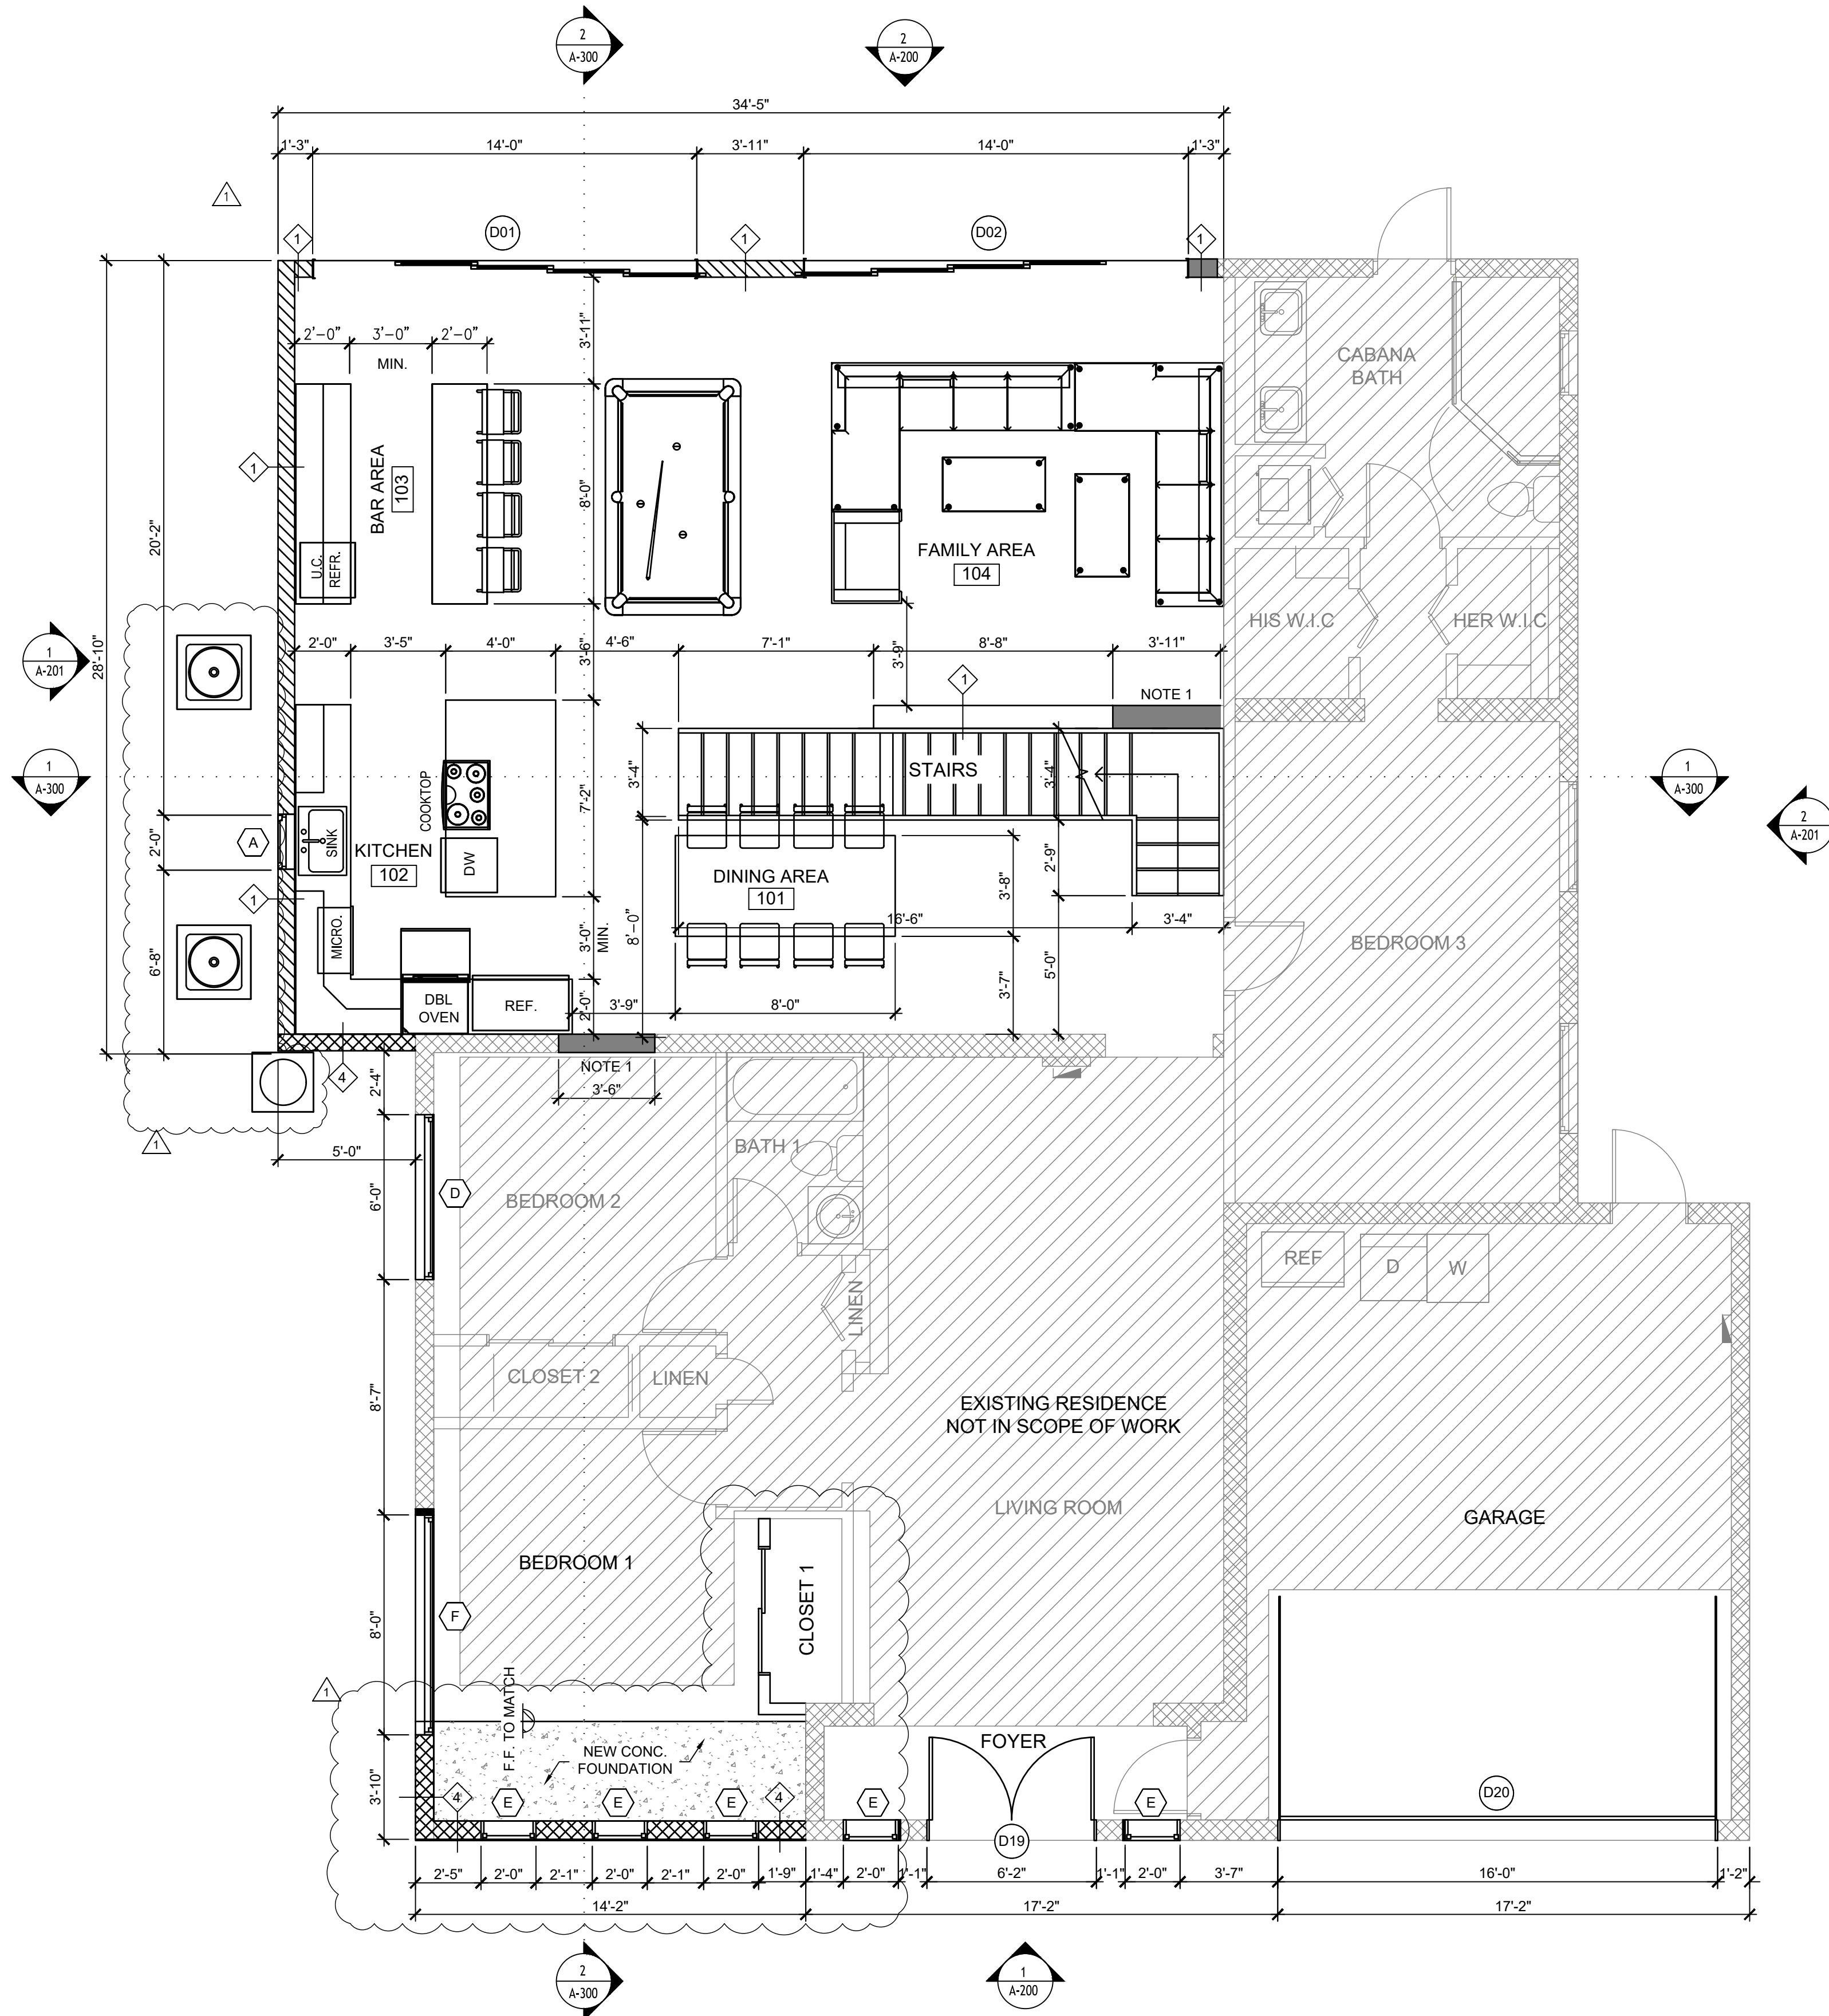 2
A-300
2
A-200
34'-5"
1'-3"
14'-0"
3'-11"
14'-0"
1'-3"
1
D01
D02
1
1
1
3'-11"
2'-0"
3'-0"
2'-0"
MIN.
CABANA
BATH
BAR AREA
103
1
8'-0"
20'-2"
U.C.
REFR.
FAMILY AREA
104
HIS W.I.C
HER W.I.C
1
A-201
28'-10"
2'-0"
3'-5"
4'-0"
4'-6"
3'-6"
7'-1"
3'-9"
8'-8"
3'-11"
1
NOTE 1
1
A-300
COOKTOP
7'-2"
3'-4"
STAIRS
3'-4"
1
A-300
2
A-201
A
2'-0"
SINK
KITCHEN
102
DW
DINING AREA
101
3'-8"
2'-9"
1
MICRO.
16'-6"
3'-4"
8'-0"
3'-0"
MIN.
BEDROOM 3
6'-8"
DBL
OVEN
REF.
2'-0"
3'-9"
8'-0"
3'-7"
5'-0"
NOTE 1
3'-6"
4
2'-4"
1
5'-0"
BATH 1
D
6'-0"
BEDROOM 2
REF
D
W
LINEN
CLOSET 2
LINEN
8'-7"
EXISTING RESIDENCE
NOT IN SCOPE OF WORK
LIVING ROOM
GARAGE
BEDROOM 1
CLOSET 1
F
8'-0"
1
F.F. TO MATCH
FOYER
NEW CONC.
FOUNDATION
3'-10"
4
E
E
E
4
E
E
D19
D20
2'-5"
2'-0"
2'-1"
2'-0"
2'-1"
2'-0"
1'-9"
1'-4"
2'-0"
1'-1"
6'-2"
1'-1"
2'-0"
3'-7"
16'-0"
1'-2"
14'-2"
17'-2"
17'-2"
2
A-300
1
A-200